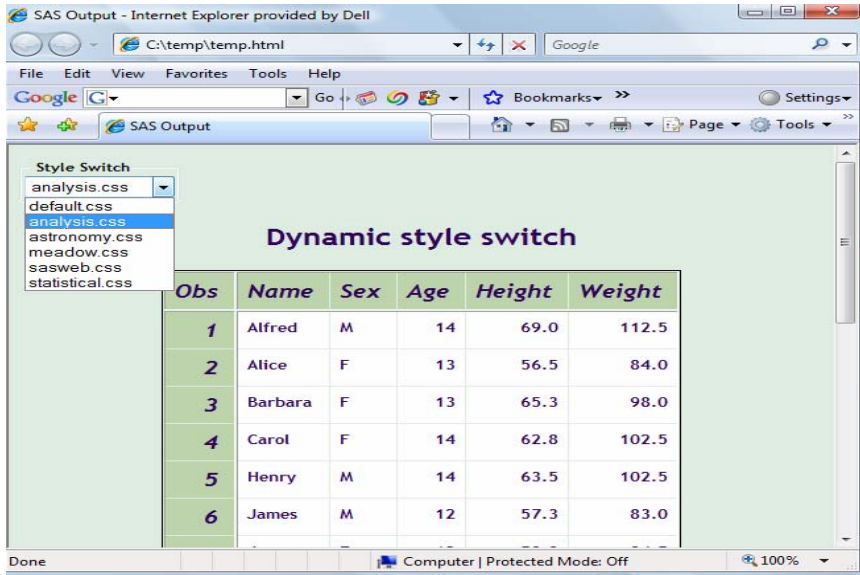 SAS Output - Internet Explorer provided by Dell
C:\temp\temp.html
Google
File Edit View Favorites Tools Help
Google G Go Bookmarks >> Settings
SAS Output Page Tools >>
Style Switch
analysis.css
default.css
analysis.css
astronomy.css
meadow.css
sasweb.css
statistical.css
Dynamic style switch
Obs Name Sex Age Height Weight
1 Alfred M 14 69.0 112.5
2 Alice F 13 56.5 84.0
3 Barbara F 13 65.3 98.0
4 Carol F 14 62.8 102.5
5 Henry M 14 63.5 102.5
6 James M 12 57.3 83.0
Done Computer | Protected Mode: Off 100%